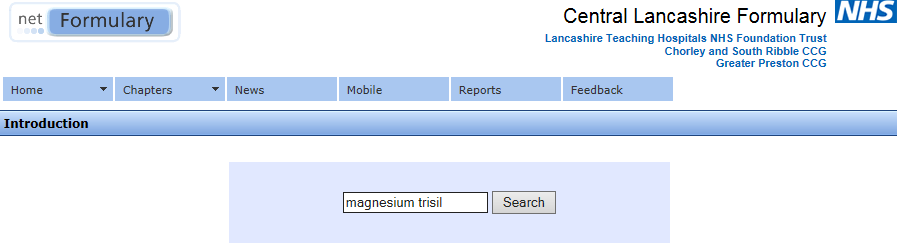 net
Formulary
Central Lancashire Formulary
NHS
Lancashire Teaching Hospitals NHS Foundation Trust
Chorley and South Ribble CCG
Greater Preston CCG
Home Chapters News Mobile Reports Feedback
Introduction
magnesium trisil Search